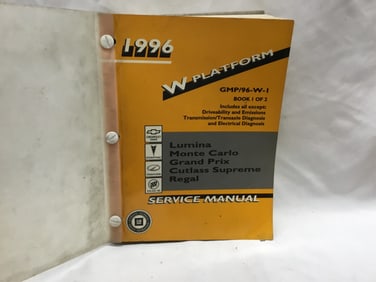 1996
W-PLATFORM
GMP/96-W-1
BOOK 1 OF 2
Includes all except:
Driveability and Emissions
Transmission/Transaxle Diagnosis
and Electrical Diagnosis
Lumina
Monte Carlo
Grand Prix
Cutlass Supreme
Regal
SERVICE MANUAL